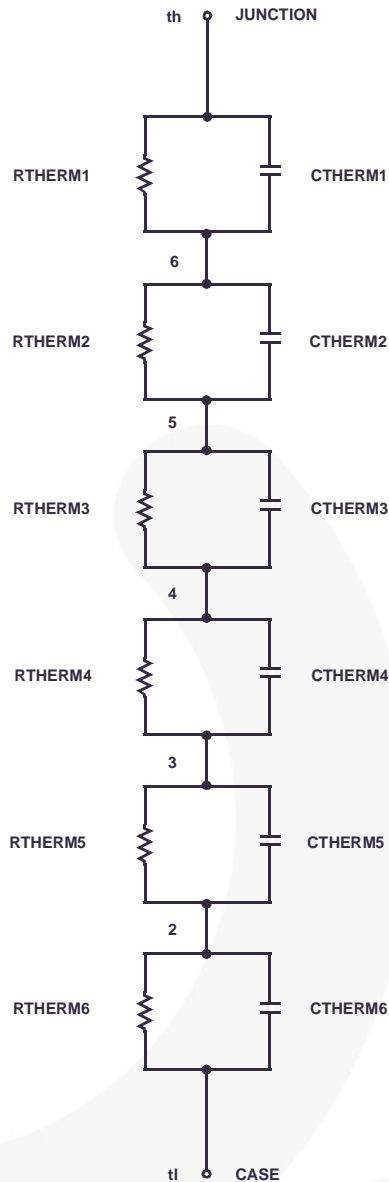 th JUNCTION
RTHERM1 CTHERM1
6
RTHERM2 CTHERM2
5
RTHERM3 CTHERM3
4
RTHERM4 CTHERM4
3
RTHERM5 CTHERM5
2
RTHERM6 CTHERM6
tl CASE